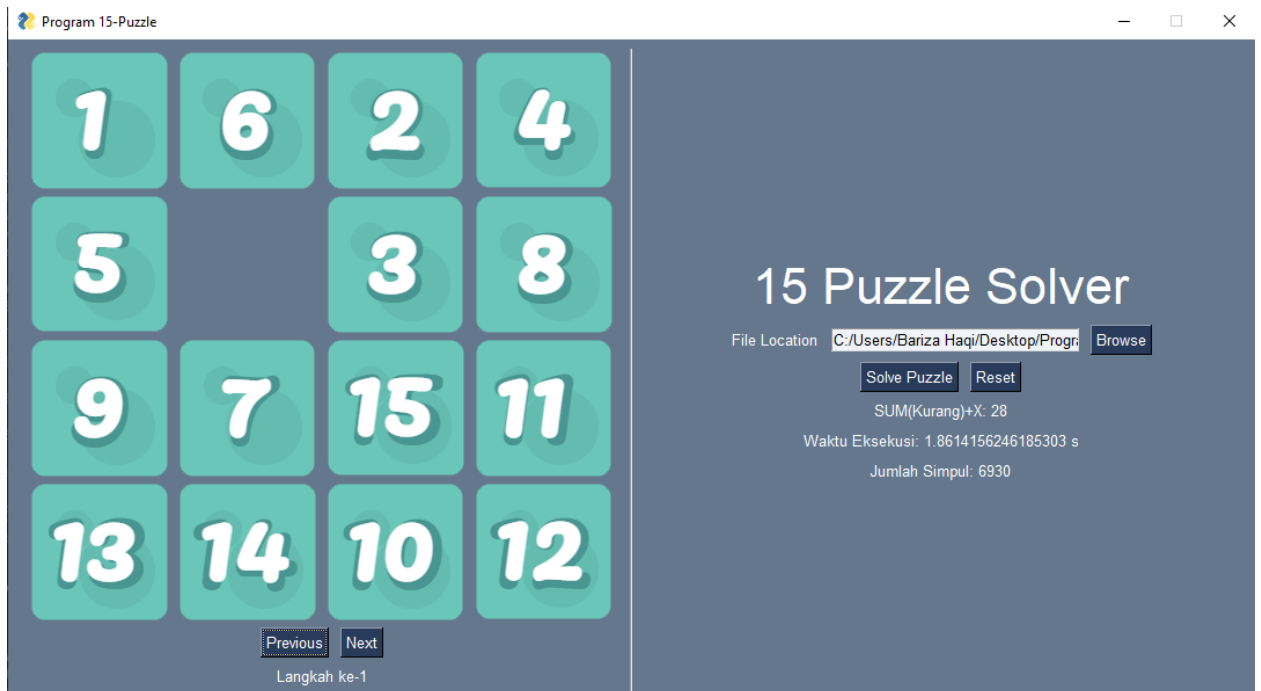 Program 15-Puzzle
1 6 2 4
5 3 8
9 7 15 11
13 14 10 12
Previous Next
Langkah ke-1
15 Puzzle Solver
File Location C:/Users/Bariza Haqi/Desktop/Progra Browse
Solve Puzzle Reset
SUM(Kurang)+X: 28
Waktu Eksekusi: 1.8614156246185303 s
Jumlah Simpul: 6930